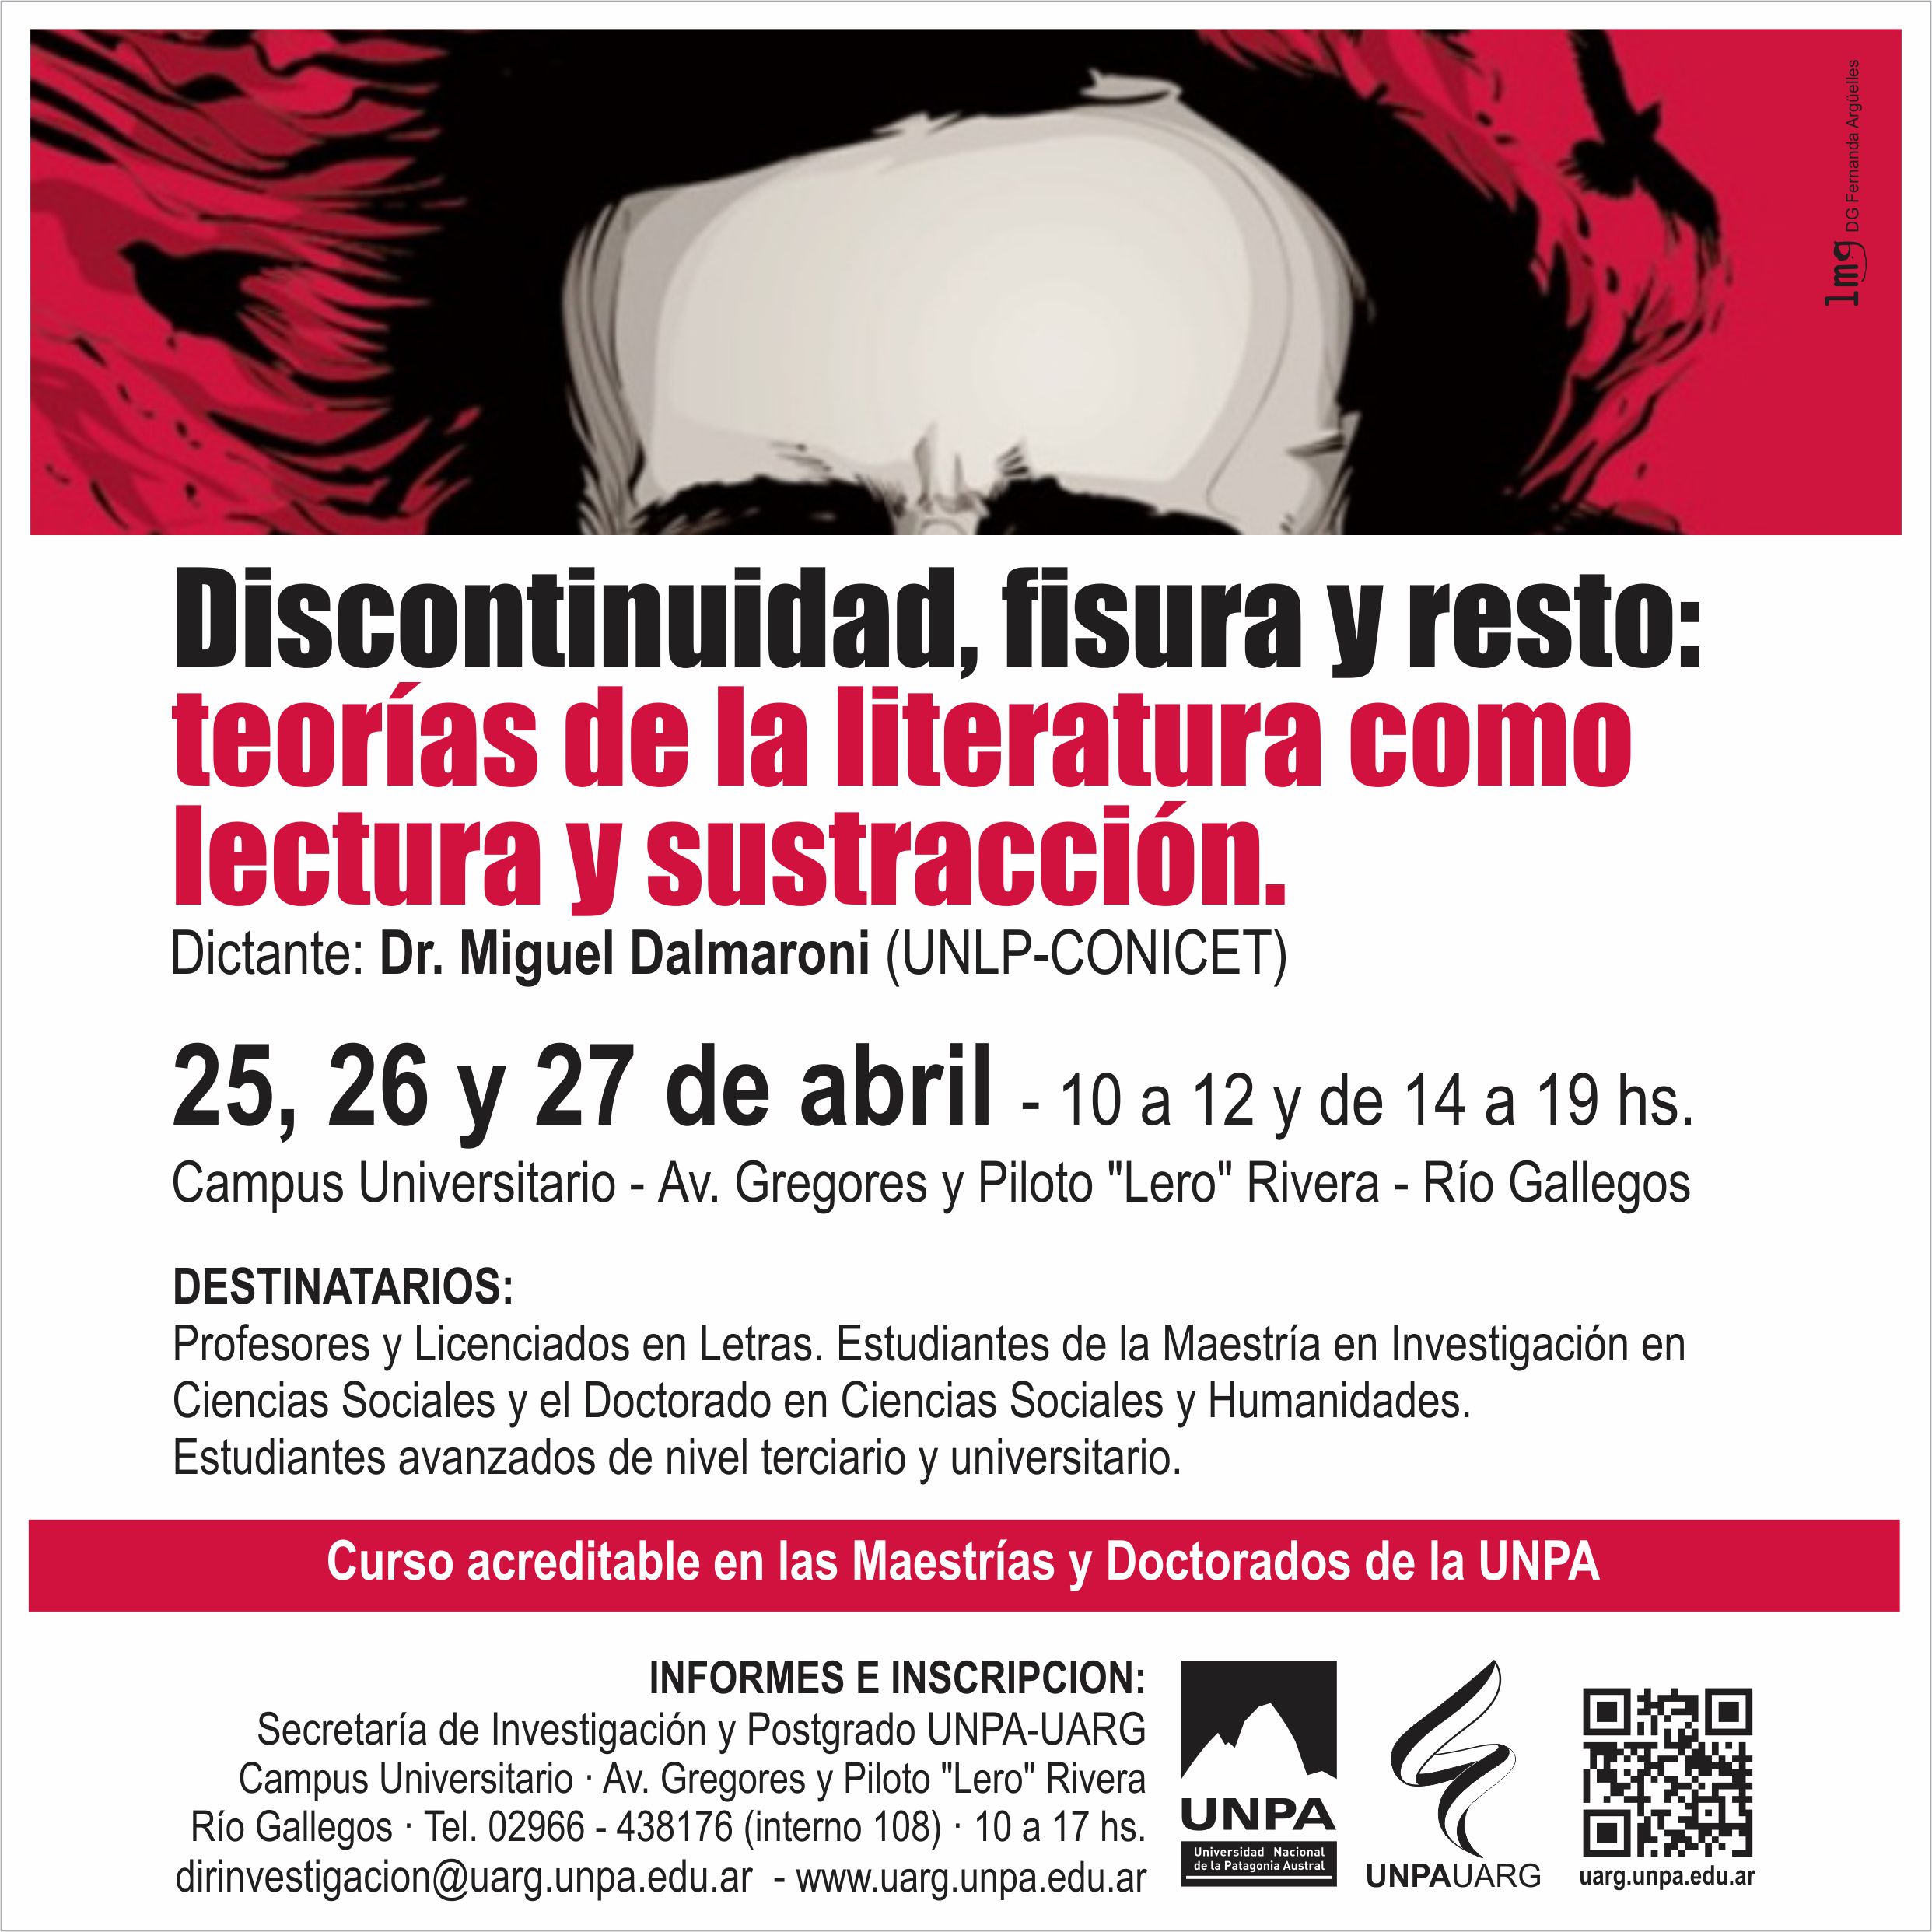 lmg DG Fernanda Argüelles
Discontinuidad, fisura y resto:
teorías de la literatura como
lectura y sustracción.
Dictante: Dr. Miguel Dalmaroni (UNLP-CONICET)
25, 26 y 27 de abril - 10 a 12 y de 14 a 19 hs.
Campus Universitario - Av. Gregores y Piloto "Lero" Rivera - Río Gallegos
DESTINATARIOS:
Profesores y Licenciados en Letras. Estudiantes de la Maestría en Investigación en
Ciencias Sociales y el Doctorado en Ciencias Sociales y Humanidades.
Estudiantes avanzados de nivel terciario y universitario.
Curso acreditable en las Maestrías y Doctorados de la UNPA
INFORMES E INSCRIPCION:
Secretaría de Investigación y Postgrado UNPA-UARG
Campus Universitario · Av. Gregores y Piloto "Lero" Rivera
Río Gallegos · Tel. 02966 - 438176 (interno 108) · 10 a 17 hs.
dirinvestigacion@uarg.unpa.edu.ar - www.uarg.unpa.edu.ar
UNPA
Universidad Nacional
de la Patagonia Austral
UNPAUARG
uarg.unpa.edu.ar